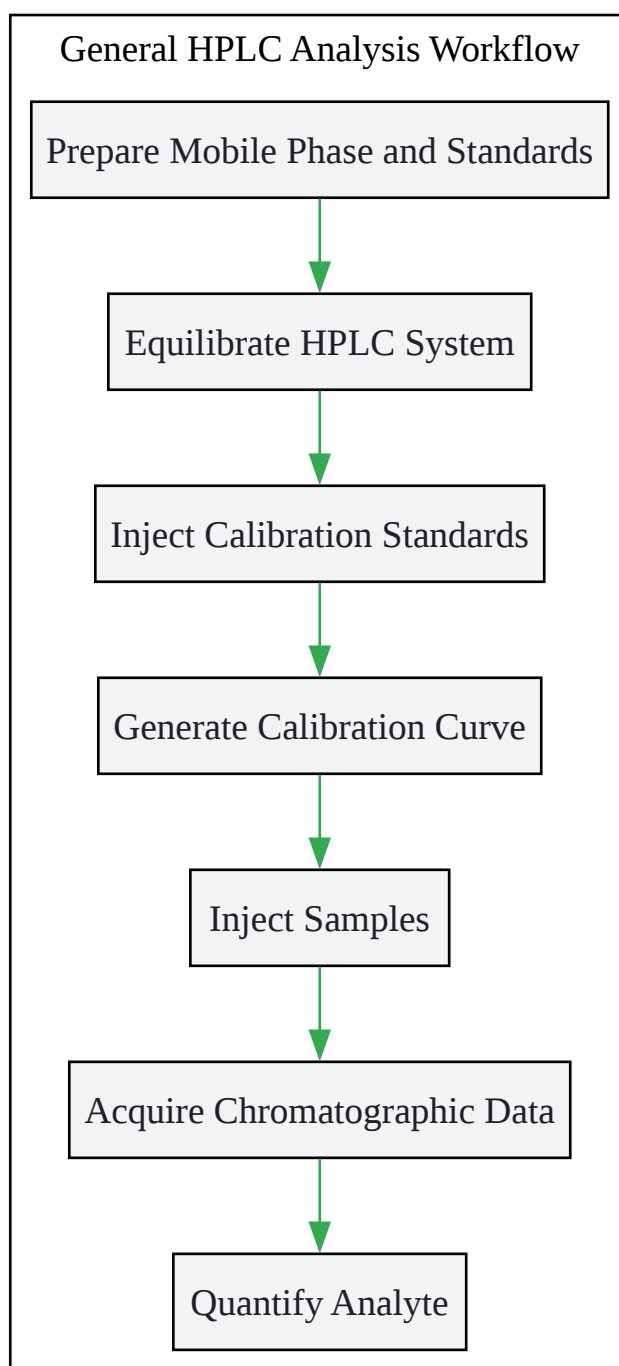 General HPLC Analysis Workflow
Prepare Mobile Phase and Standards
Equilibrate HPLC System
Inject Calibration Standards
Generate Calibration Curve
Inject Samples
Acquire Chromatographic Data
Quantify Analyte